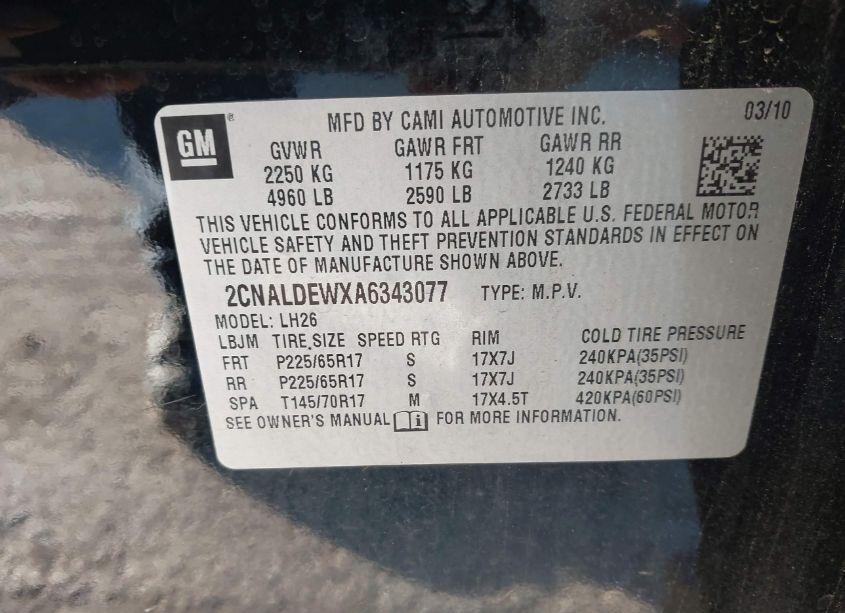 GM
MFD BY CAMI AUTOMOTIVE INC. 03/10
GVWR GAWR FRT GAWR RR
2250 KG 1175 KG 1240 KG
4960 LB 2590 LB 2733 LB
THIS VEHICLE CONFORMS TO ALL APPLICABLE U.S. FEDERAL MOTOR
VEHICLE SAFETY AND THEFT PREVENTION STANDARDS IN EFFECT ON
THE DATE OF MANUFACTURE SHOWN ABOVE.
2CNALDEWXA6343077 TYPE: M.P.V.
MODEL: LH26
LBJM TIRE SIZE SPEED RTG RIM COLD TIRE PRESSURE
FRT P225/65R17 S 17X7J 240KPA(35PSI)
RR P225/65R17 S 17X7J 240KPA(35PSI)
SPA T145/70R17 M 17X4.5T 420KPA(60PSI)
SEE OWNER'S MANUAL FOR MORE INFORMATION.